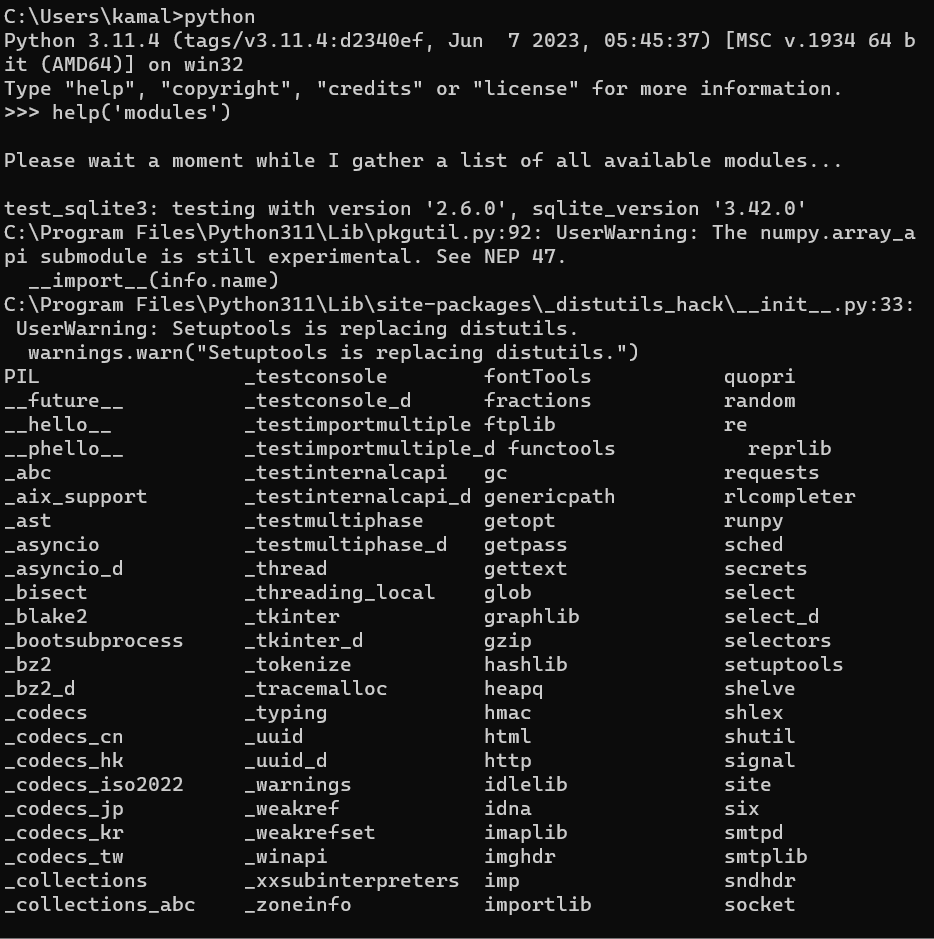 C:\Users\kamal>python
Python 3.11.4 (tags/v3.11.4:d2340ef, Jun  7 2023, 05:45:37) [MSC v.1934 64 b
it (AMD64)] on win32
Type "help", "copyright", "credits" or "license" for more information.
>>> help('modules')

Please wait a moment while I gather a list of all available modules...

test_sqlite3: testing with version '2.6.0', sqlite_version '3.42.0'
C:\Program Files\Python311\Lib\pkgutil.py:92: UserWarning: The numpy.array_a
pi submodule is still experimental. See NEP 47.
  __import__(info.name)
C:\Program Files\Python311\Lib\site-packages\_distutils_hack\__init__.py:33:
 UserWarning: Setuptools is replacing distutils.
  warnings.warn("Setuptools is replacing distutils.")
PIL                 _testconsole        fontTools           quopri
__future__          _testconsole_d      fractions           random
__hello__           _testimportmultiple ftplib              re
__phello__          _testimportmultiple_d functools           reprlib
_abc                _testinternalcapi   gc                  requests
_aix_support        _testinternalcapi_d genericpath         rlcompleter
_ast                _testmultiphase     getopt              runpy
_asyncio            _testmultiphase_d   getpass             sched
_asyncio_d          _thread             gettext             secrets
_bisect             _threading_local    glob                select
_blake2             _tkinter            graphlib            select_d
_bootsubprocess     _tkinter_d          gzip                selectors
_bz2                _tokenize           hashlib             setuptools
_bz2_d              _tracemalloc        heapq               shelve
_codecs             _typing             hmac                shlex
_codecs_cn          _uuid               html                shutil
_codecs_hk          _uuid_d             http                signal
_codecs_iso2022     _warnings           idlelib             site
_codecs_jp          _weakref            idna                six
_codecs_kr          _weakrefset         imaplib             smtpd
_codecs_tw          _winapi             imghdr              smtplib
_collections        _xxsubinterpreters  imp                 sndhdr
_collections_abc    _zoneinfo           importlib           socket